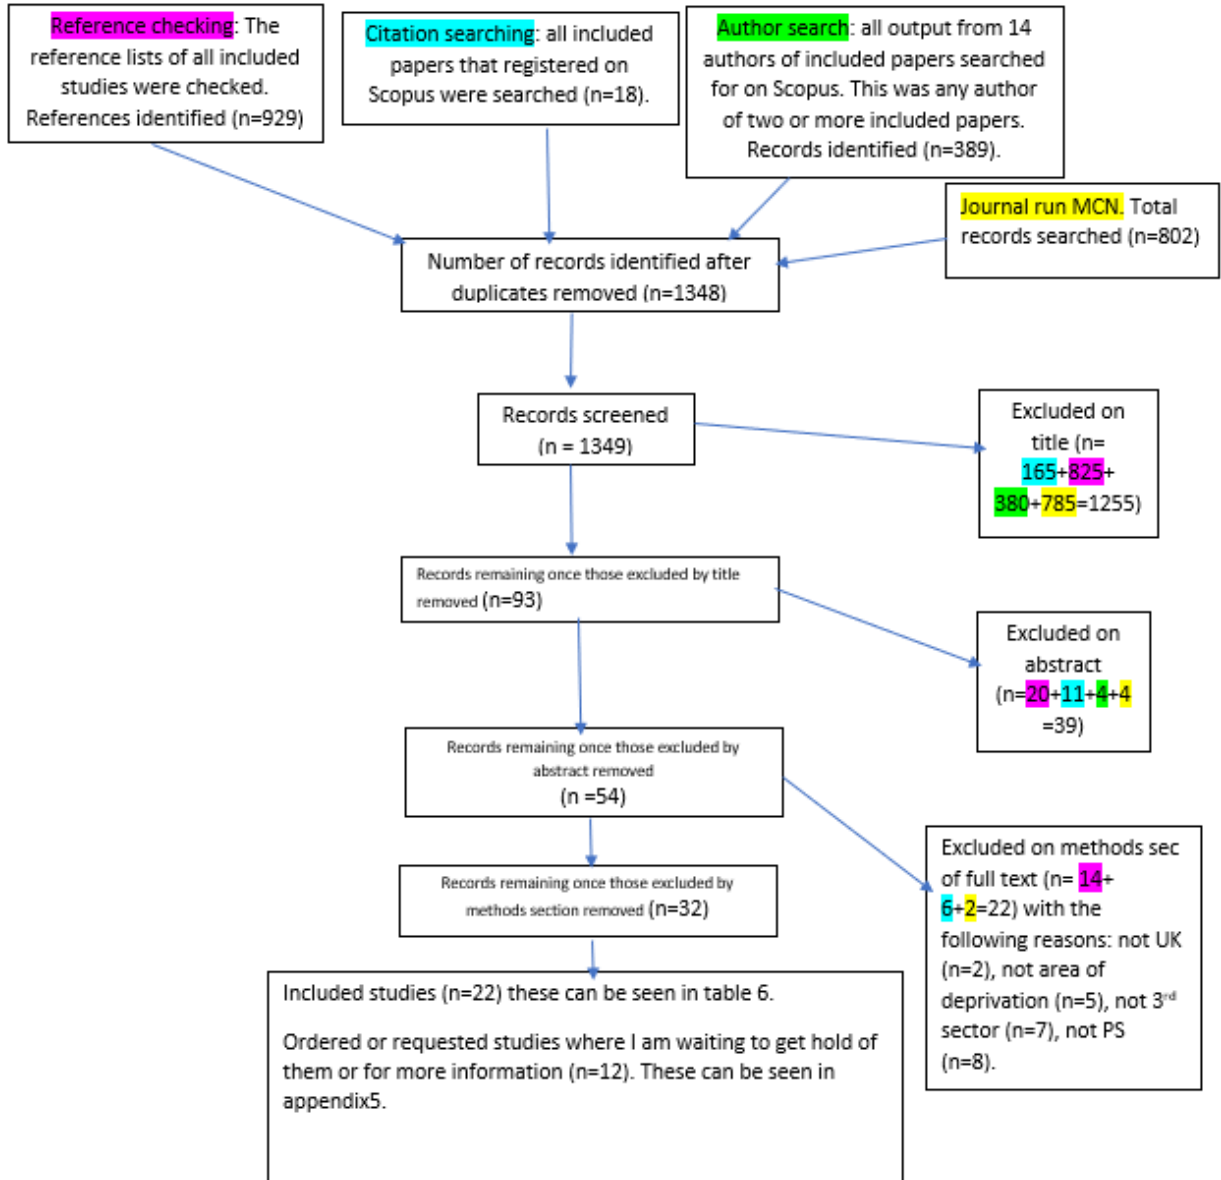 Reference checking: The
reference lists of all included
studies were checked.
References identified (n=929)
Citation searching: all included
papers that registered on
Scopus were searched (n=18).
Author search: all output from 14
authors of included papers searched
for on Scopus. This was any author
of two or more included papers.
Records identified (n=389).
Journal run MCN. Total
records searched (n=802)
Number of records identified after
duplicates removed (n=1348)
Records screened
(n = 1349)
Excluded on
title (n=
165+825+
380+785=1255)
Records remaining once those excluded by title
removed (n=93)
Excluded on
abstract
(n=20+11+4+4
=39)
Records remaining once those excluded by
abstract removed
(n =54)
Excluded on methods sec
of full text (n= 14+
6+2=22) with the
following reasons: not UK
(n=2), not area of
deprivation (n=5), not 3rd
sector (n=7), not PS
(n=8).
Records remaining once those excluded by
methods section removed (n=32)
Included studies (n=22) these can be seen in table 6.
Ordered or requested studies where I am waiting to get hold of
them or for more information (n=12). These can be seen in
appendix5.